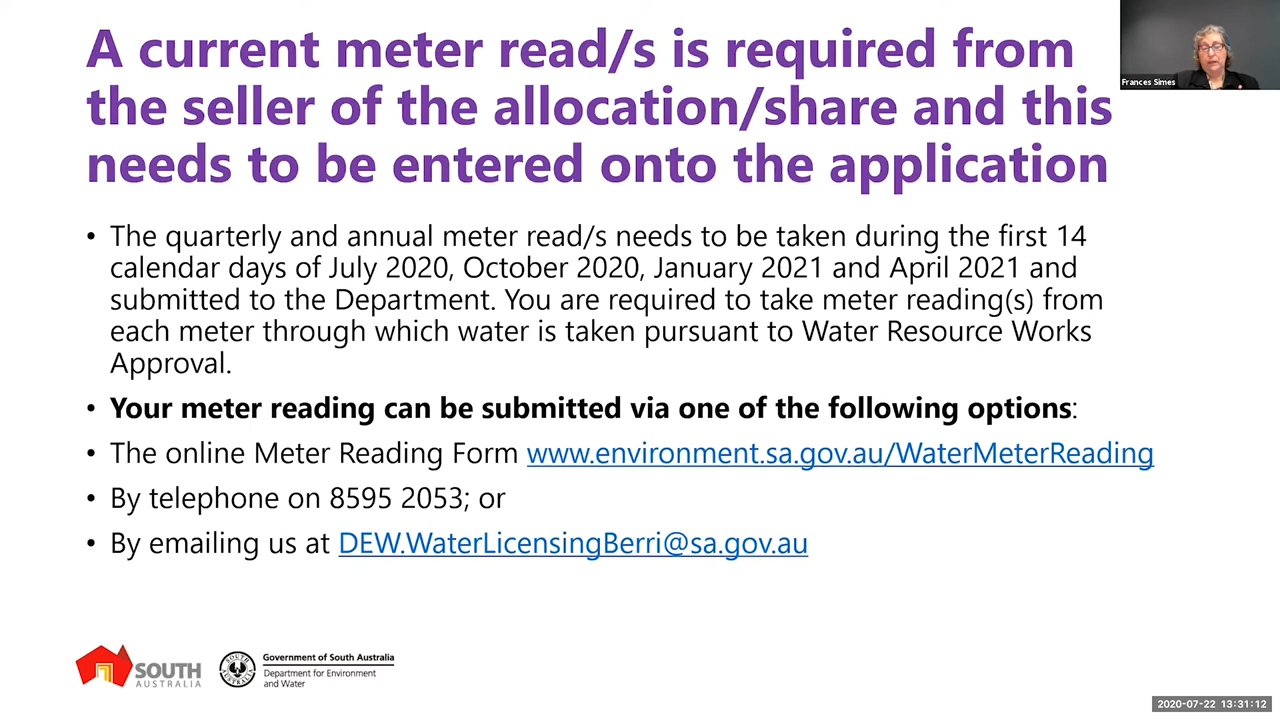 A current meter read/s is required from
the seller of the allocation/share and this
needs to be entered onto the application
Frances Simes
• The quarterly and annual meter read/s needs to be taken during the first 14
calendar days of July 2020, October 2020, January 2021 and April 2021 and
submitted to the Department. You are required to take meter reading(s) from
each meter through which water is taken pursuant to Water Resource Works
Approval.
• Your meter reading can be submitted via one of the following options:
• The online Meter Reading Form www.environment.sa.gov.au/WaterMeterReading
• By telephone on 8595 2053; or
• By emailing us at DEW.WaterLicensingBerri@sa.gov.au
SOUTH
AUSTRALIA
Government of South Australia
Department for Environment
and Water
2020-07-22 13:31:12